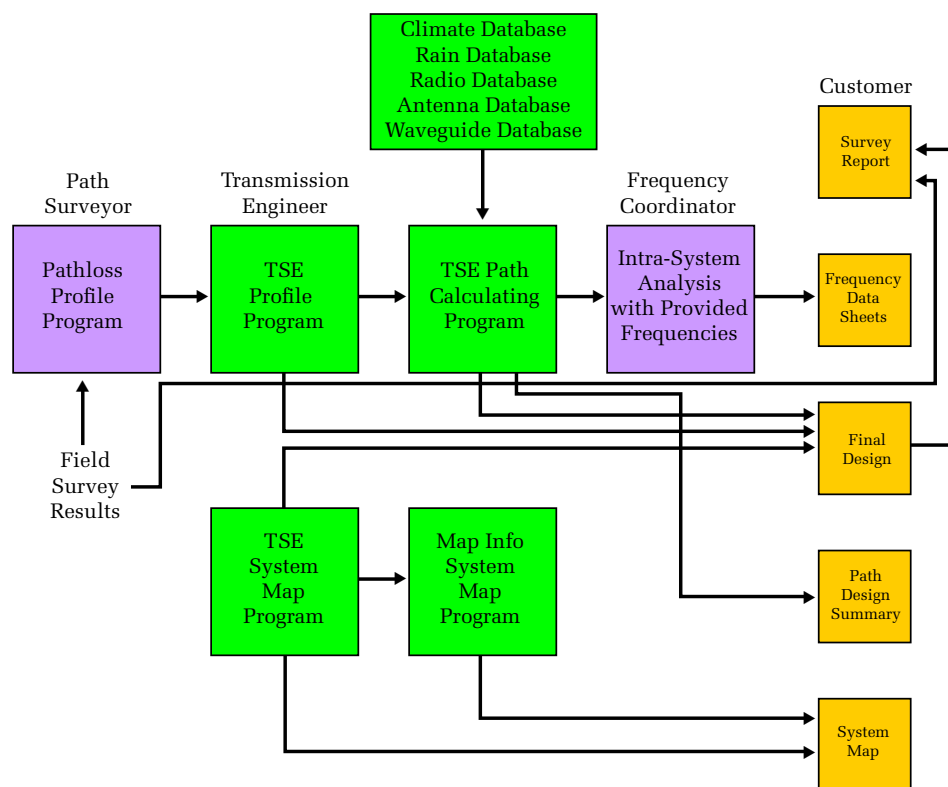 Climate Database
Rain Database
Radio Database
Antenna Database
Waveguide Database
Customer
Survey
Report
Path
Surveyor
Transmission
Engineer
Frequency
Coordinator
Pathloss
Profile
Program
TSE
Profile
Program
TSE Path
Calculating
Program
Intra-System
Analysis
with Provided
Frequencies
Frequency
Data
Sheets
Field
Survey
Results
Final
Design
TSE
System
Map
Program
Map Info
System
Map
Program
Path
Design
Summary
System
Map